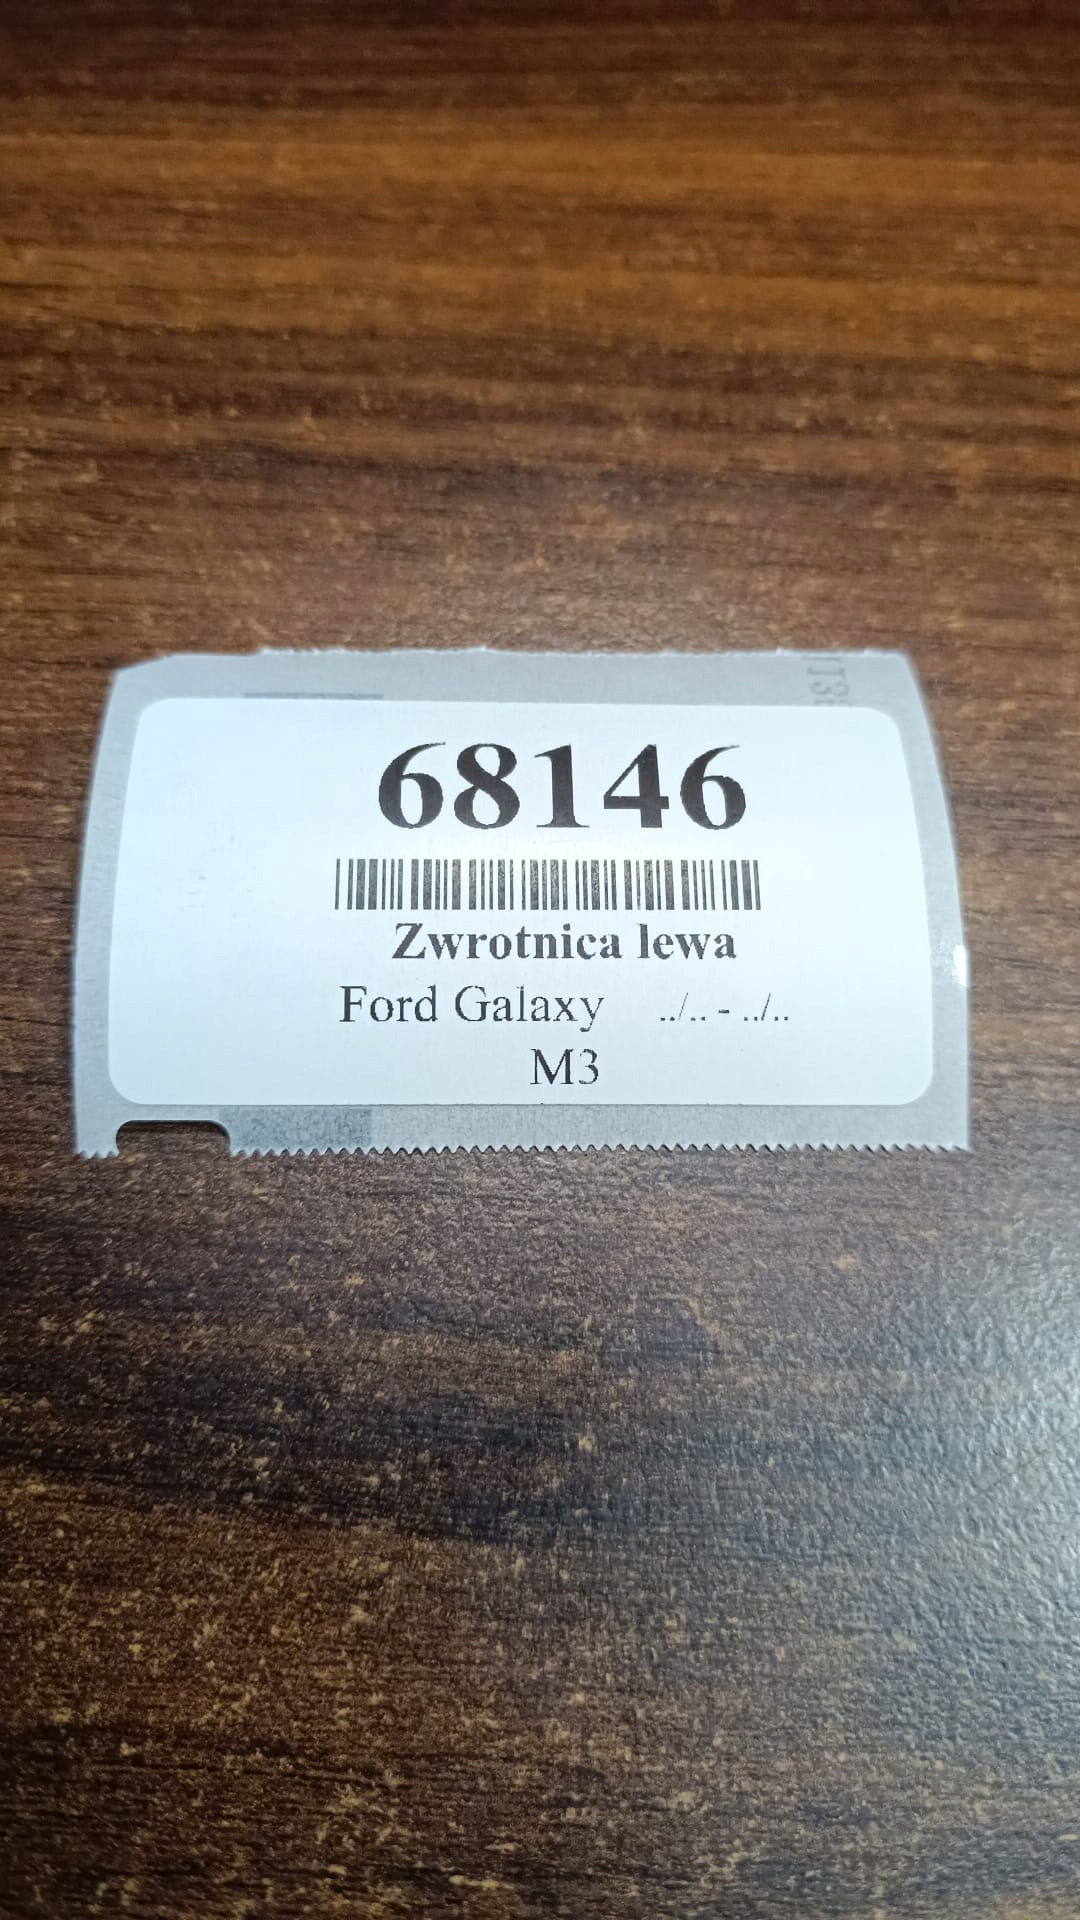 68146
Zwrotnica lewa
Ford Galaxy ../.. - ../..
M3